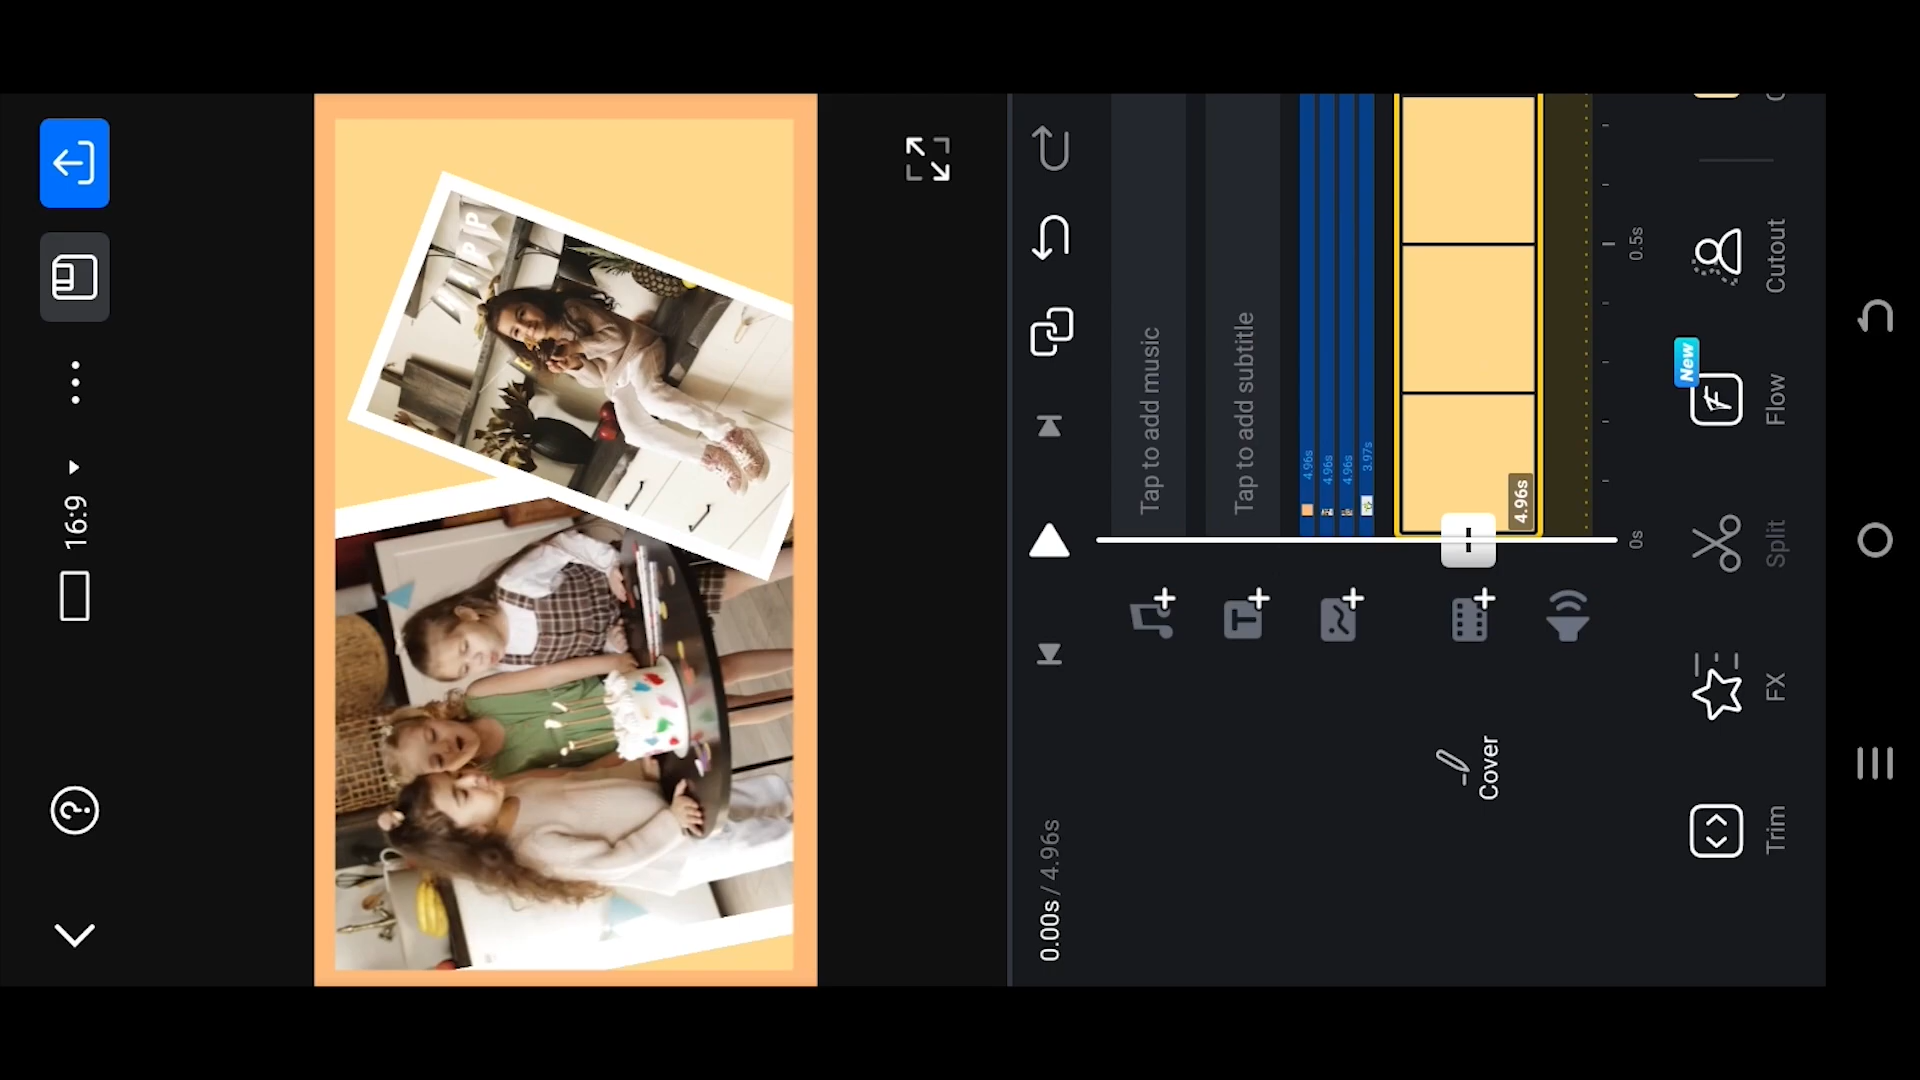 16:9
0.00s / 4.96s
Tap to add music
Tap to add subtitle
4.96s
4.96s
4.96s
3.97s
4.96s
Cover
0s
0.5s
Trim
FX
Split
New
Flow
Cutout